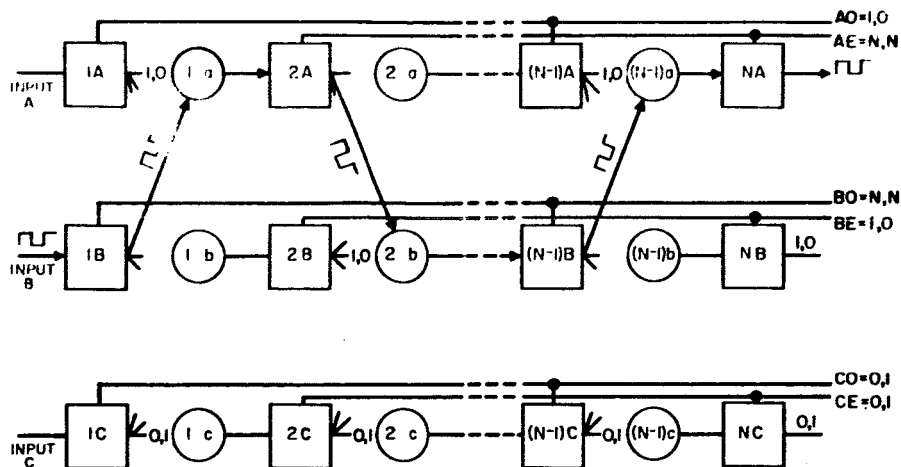 AO=1,0
AE=N,N
1A 1,0 1 a 2A 2 a (N-1)A 1,0 (N-1)a NA
INPUT
A
BO=N,N
BE=1,0
1B 1 b 2B 1,0 2 b (N-1)B (N-1)b NB 1,0
INPUT
B
CO=0,1
CE=0,1
1C 0,1 1 c 2C 0,1 2 c (N-1)C 0,1 (N-1)c NC 0,1
INPUT
C